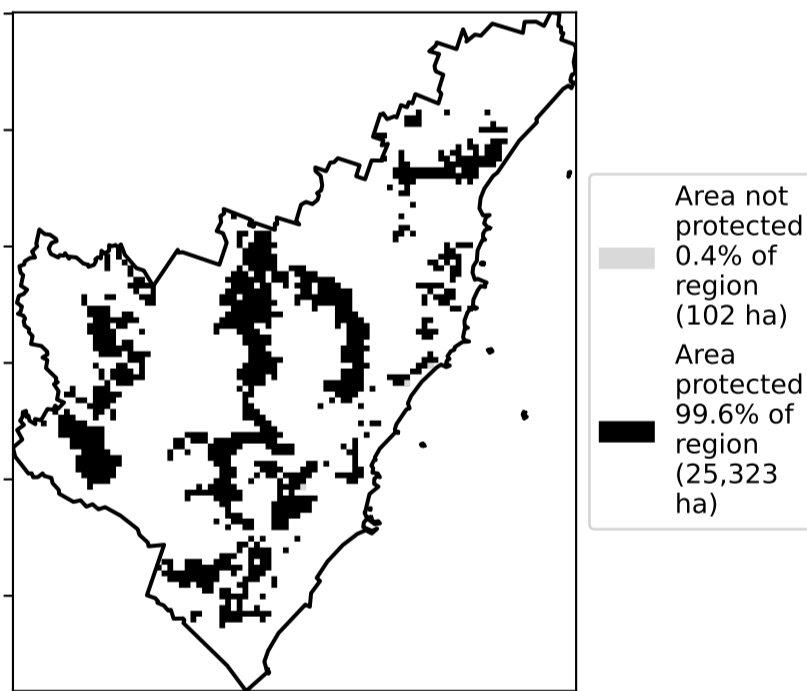 Area not
protected
0.4% of
region
(102 ha)
Area
protected
99.6% of
region
(25,323
ha)